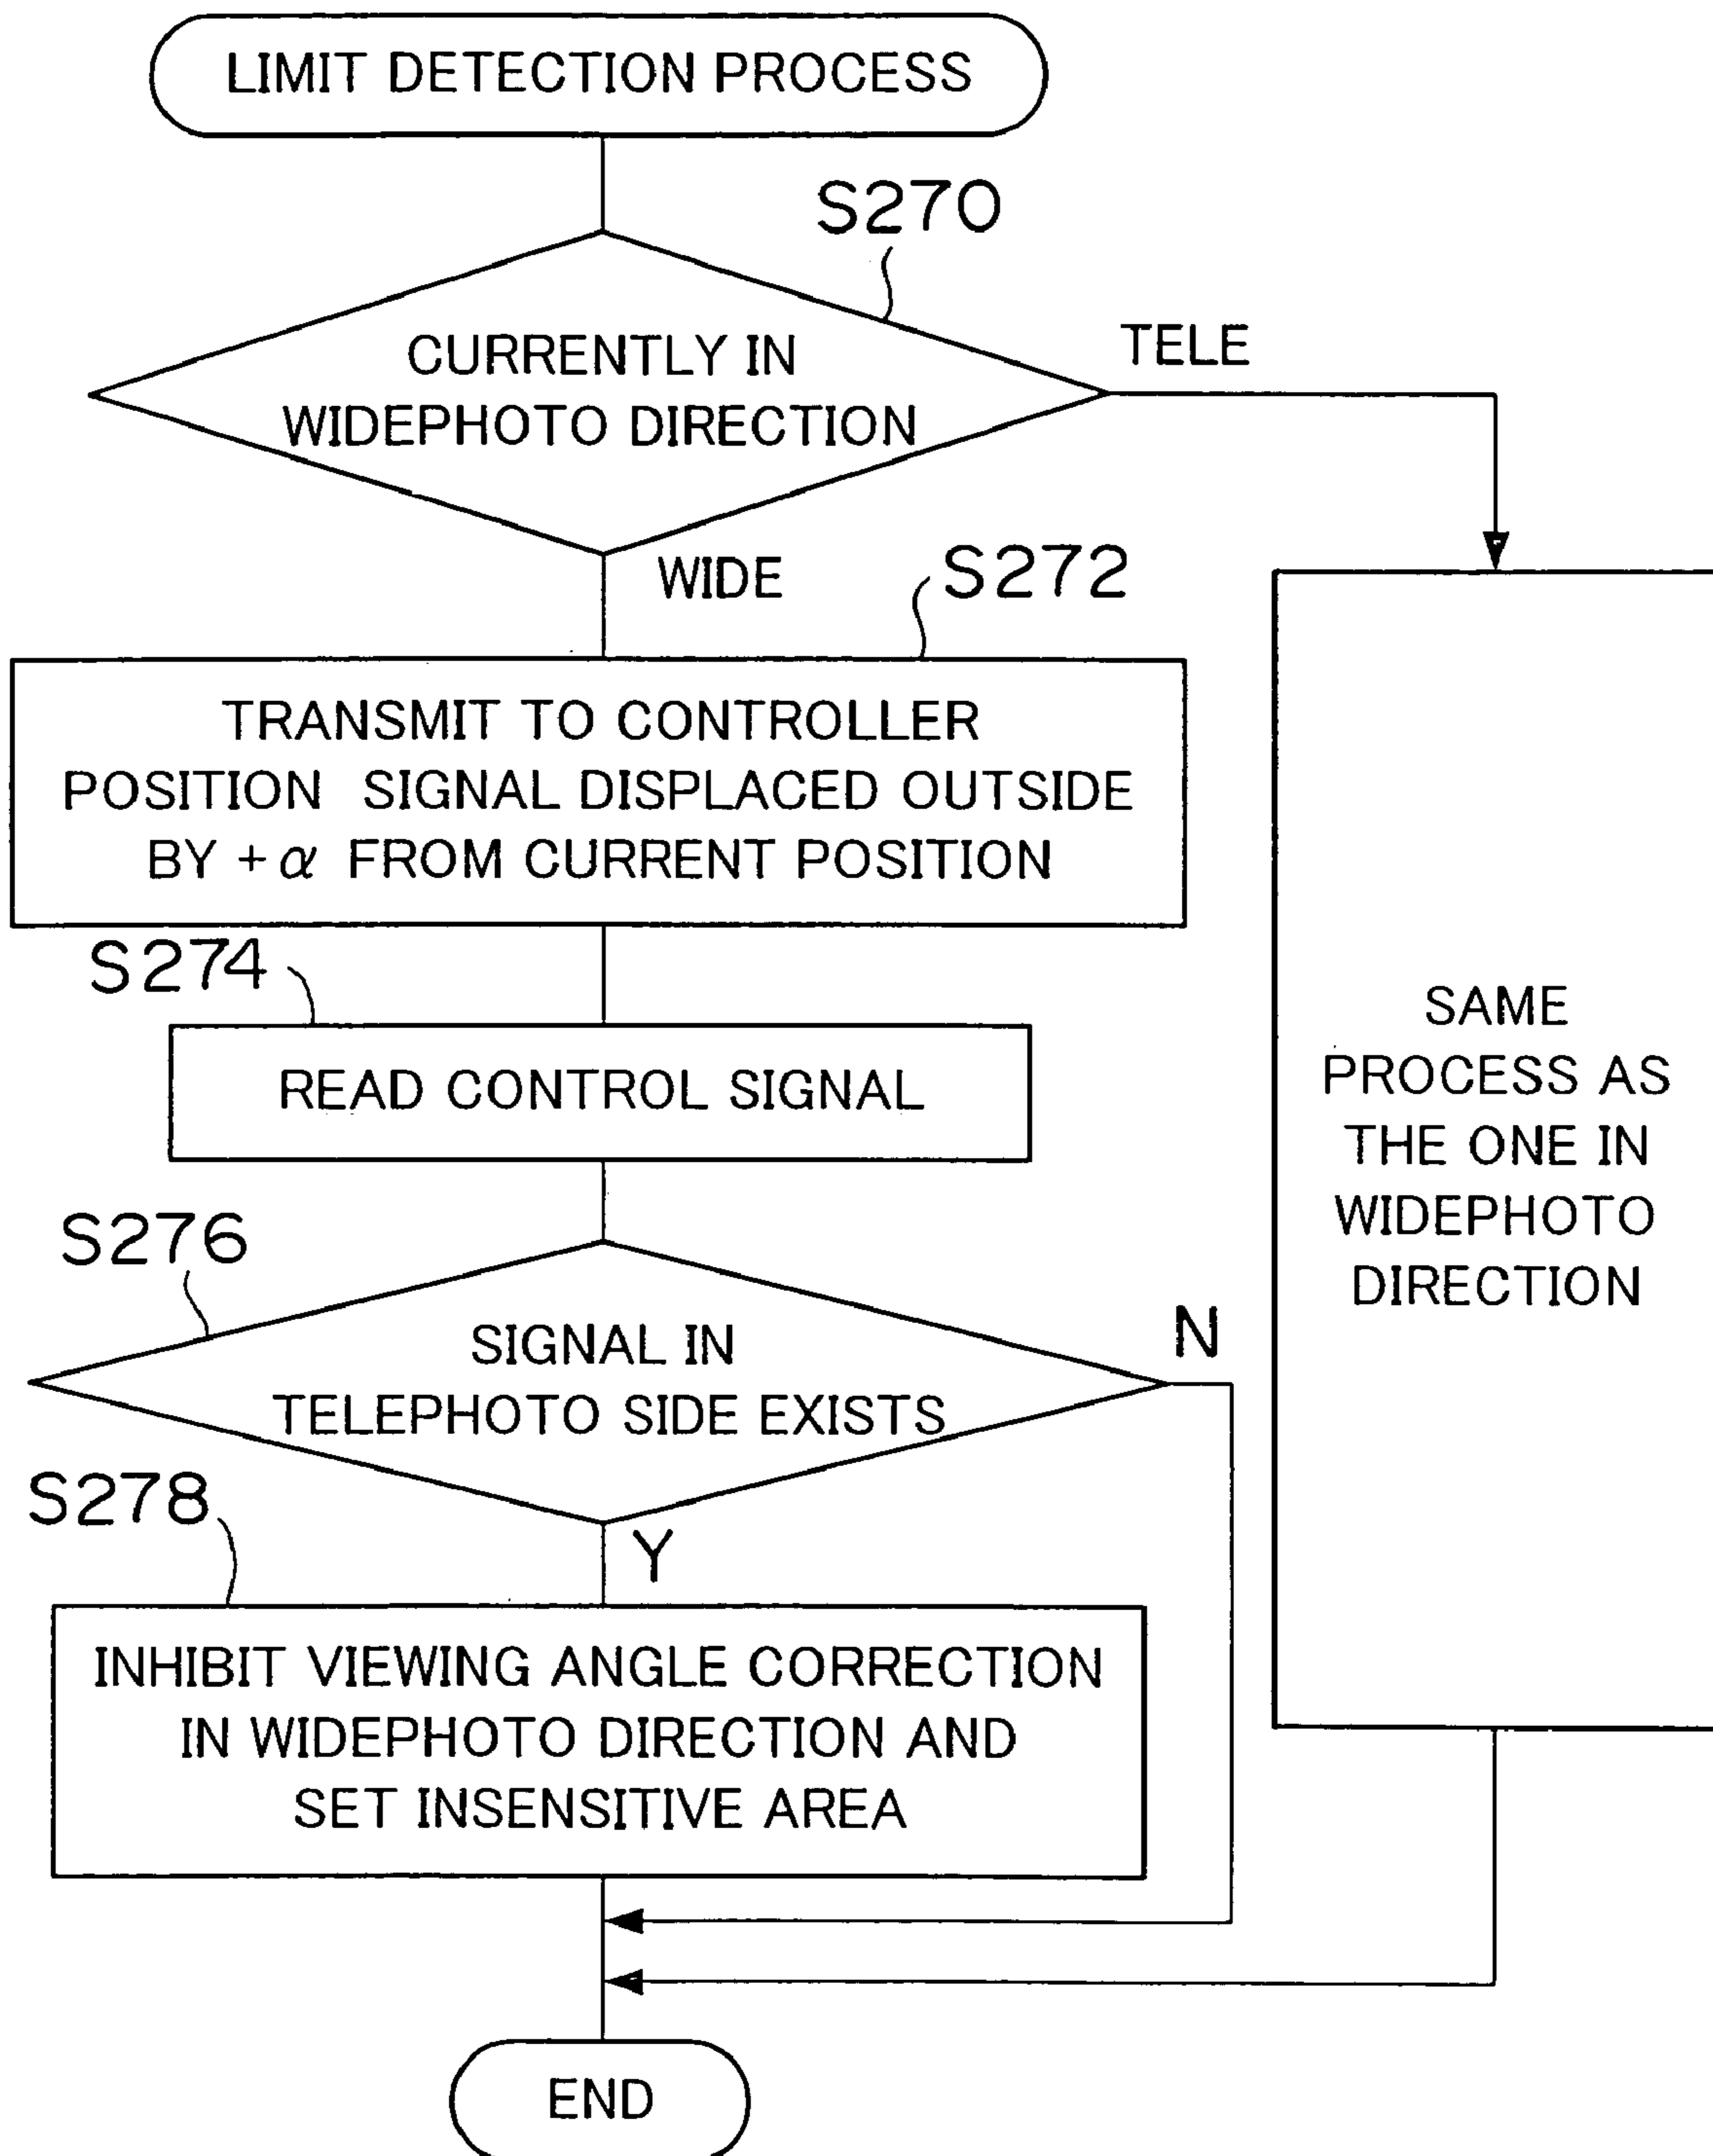 LIMIT DETECTION PROCESS
S270
CURRENTLY IN
WIDEPHOTO DIRECTION
TELE
WIDE
S272
TRANSMIT TO CONTROLLER
POSITION SIGNAL DISPLACED OUTSIDE
BY +α FROM CURRENT POSITION
S274
READ CONTROL SIGNAL
SAME
PROCESS AS
THE ONE IN
WIDEPHOTO
DIRECTION
S276
SIGNAL IN
TELEPHOTO SIDE EXISTS
N
Y
S278
INHIBIT VIEWING ANGLE CORRECTION
IN WIDEPHOTO DIRECTION AND
SET INSENSITIVE AREA
END